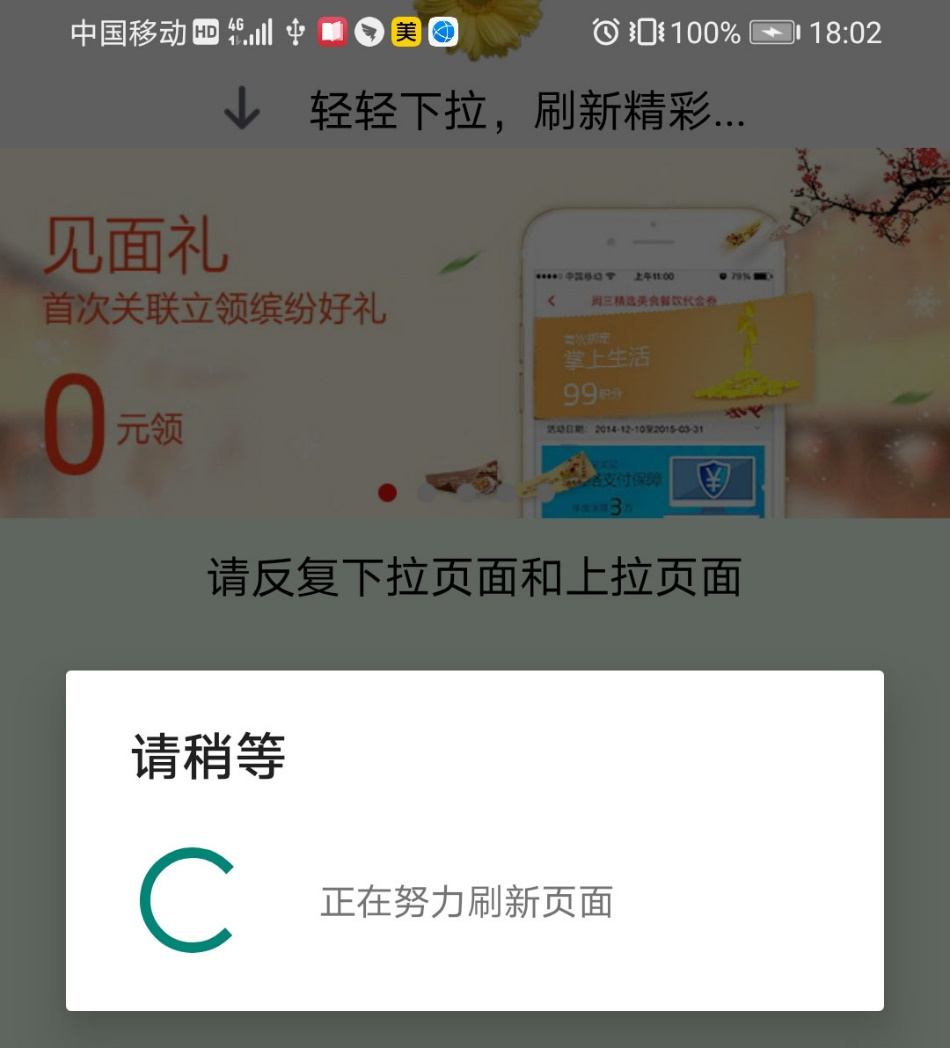 中国移动 HD 4G 美 100% 18:02
轻轻下拉，刷新精彩...
见面礼
首次关联立领缤纷好礼
0元领
中国移动 上午11:00 79%
周三精选美食餐饮代金券
掌上生活
99积分
活动日期： 2014-12-10至2015-03-31
支付保障
3万
请反复下拉页面和上拉页面
请稍等
正在努力刷新页面